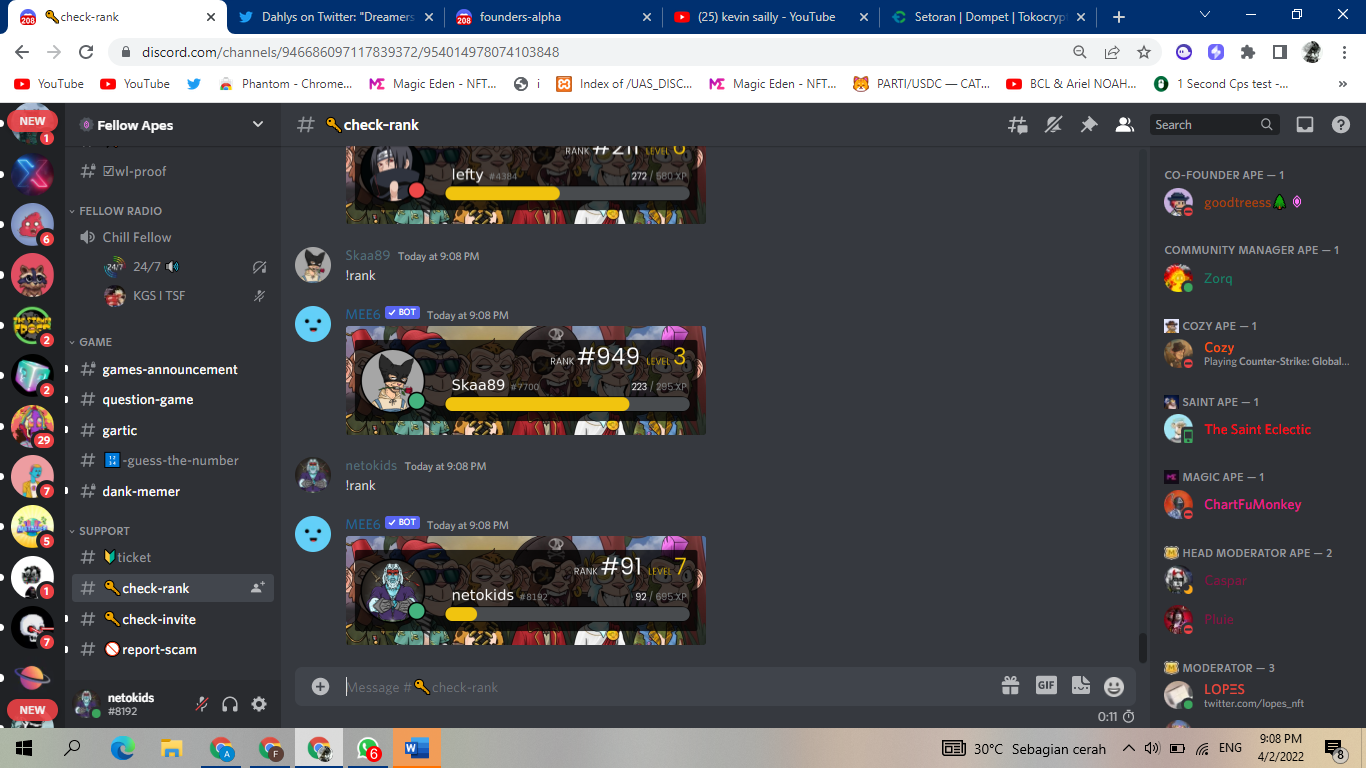 check-rank
Dahlys on Twitter: "Dreamers
founders-alpha
(25) kevin sailly - YouTube
Setoran | Dompet | Tokocrypt
discord.com/channels/946686097117839372/954014978074103848
YouTube
YouTube
Phantom - Chrome...
Magic Eden - NFT...
i
Index of /UAS_DISC...
Magic Eden - NFT...
PARTI/USDC — CAT...
BCL & Ariel NOAH...
1 Second Cps test -...
»
NEW
1
6
2
2
29
7
5
1
7
NEW
Fellow Apes
wl-proof
FELLOW RADIO
Chill Fellow
24/7
KGS I TSF
GAME
games-announcement
question-game
gartic
-guess-the-number
dank-memer
SUPPORT
ticket
check-rank
check-invite
report-scam
netokids
#8192
# check-rank
Search
RANK #211 LEVEL 6
lefty #4384 272 / 580 XP
Skaa89 Today at 9:08 PM
!rank
MEE6 BOT Today at 9:08 PM
RANK #949 LEVEL 3
Skaa89 #7700 223 / 295 XP
netokids Today at 9:08 PM
!rank
MEE6 BOT Today at 9:08 PM
RANK #91 LEVEL 7
netokids #8192 92 / 695 XP
Message # check-rank
GIF
0:11
CO-FOUNDER APE — 1
goodtreess
COMMUNITY MANAGER APE — 1
Zorq
COZY APE — 1
Cozy
Playing Counter-Strike: Global...
SAINT APE — 1
The Saint Eclectic
MAGIC APE — 1
ChartFuMonkey
HEAD MODERATOR APE — 2
Caspar
Pluie
MODERATOR — 3
LOPΞS
twitter.com/lopes_nft
6
30°C Sebagian cerah
ENG
9:08 PM
4/2/2022
8